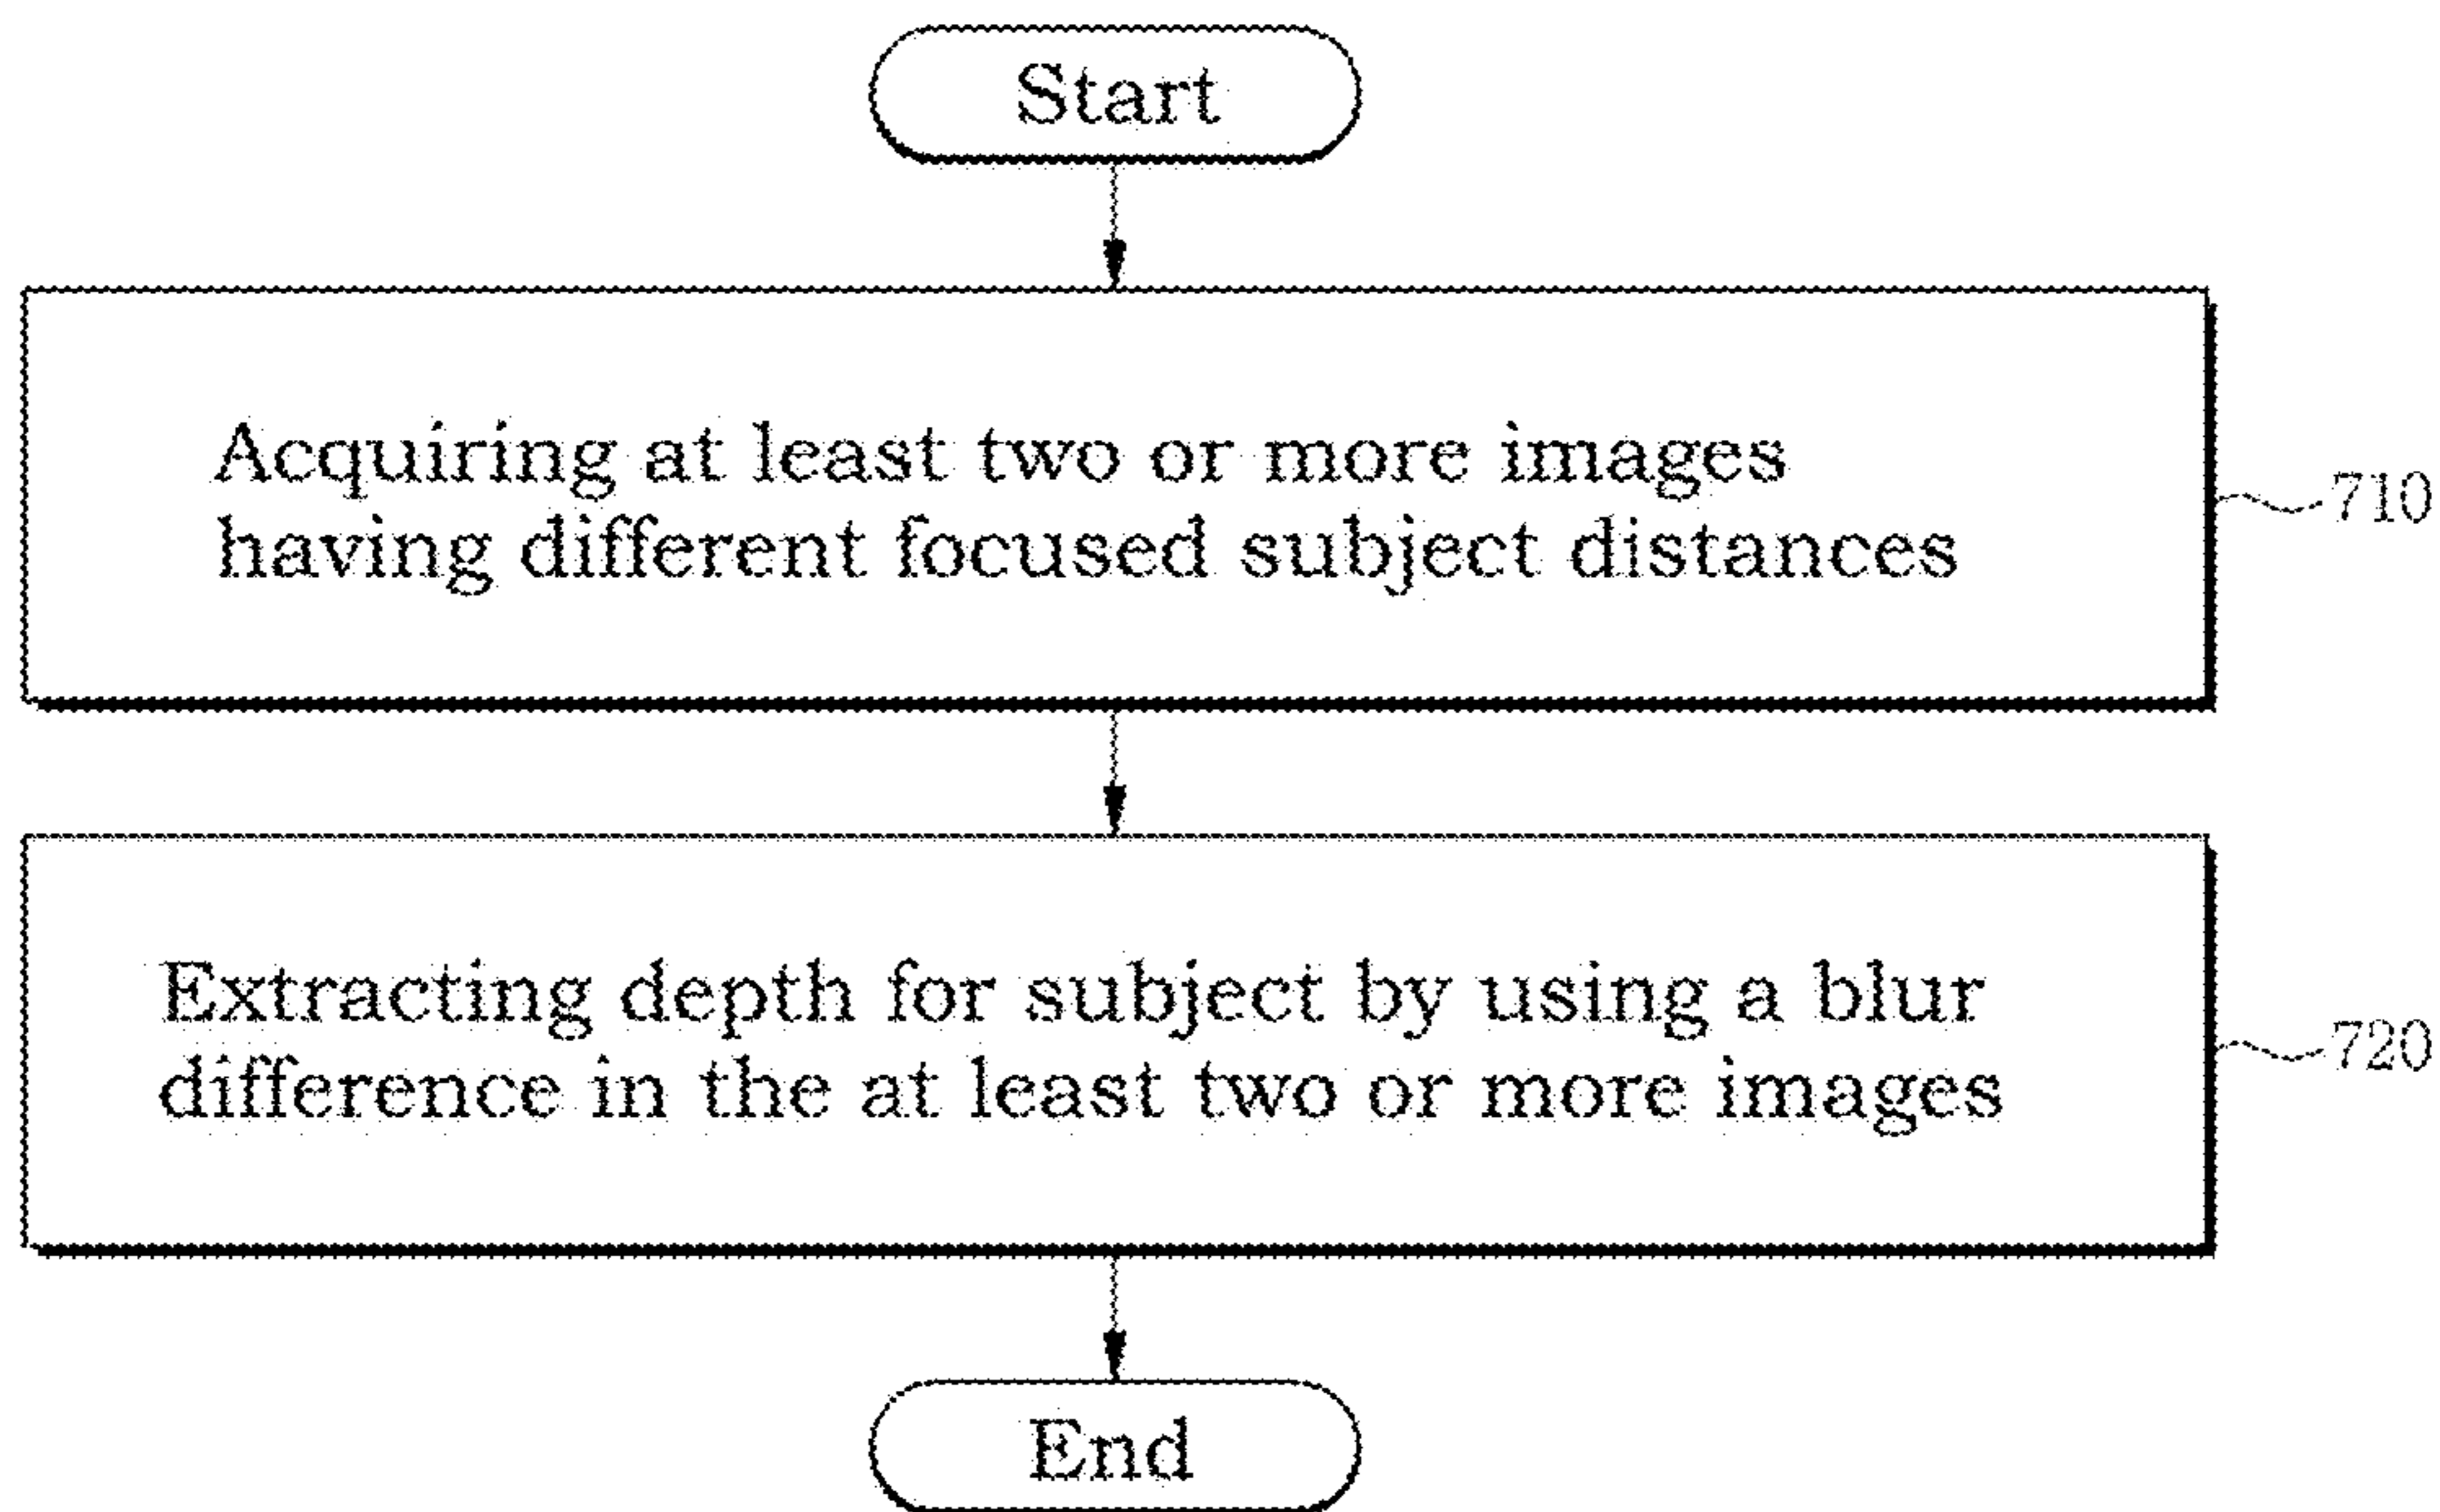 Start
Acquiring at least two or more images
having different focused subject distances
710
Extracting depth for subject by using a blur
difference in the at least two or more images
720
End